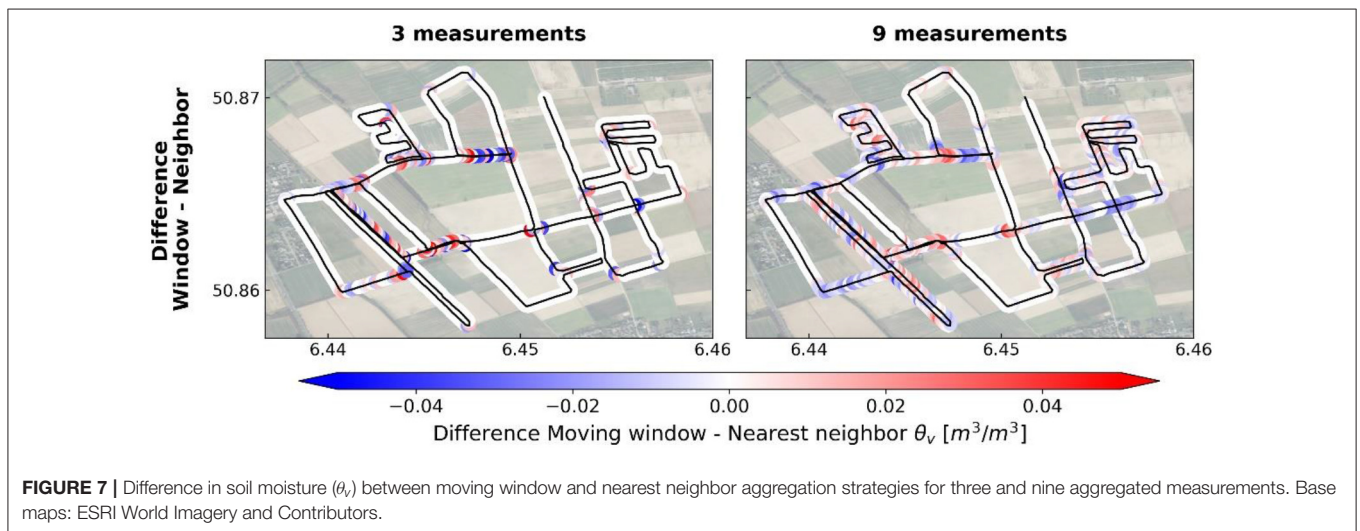 3 measurements
9 measurements
Difference
Window - Neighbor
50.87
50.86
6.44
6.45
6.46
6.44
6.45
6.46
−0.04
−0.02
0.00
0.02
0.04
Difference Moving window - Nearest neighbor θᵥ [m³/m³]
FIGURE 7 | Difference in soil moisture (θᵥ) between moving window and nearest neighbor aggregation strategies for three and nine aggregated measurements. Base
maps: ESRI World Imagery and Contributors.